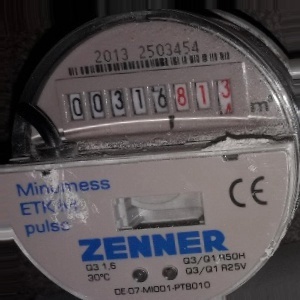 2013 2503454
00316813 m³
4
Minomess
ETK
pulse
CE
ZENNER
Q3 1,6
Q3/Q1 R50H
30°C
Q3/Q1 R25V
DE-07-MI001-PTB010